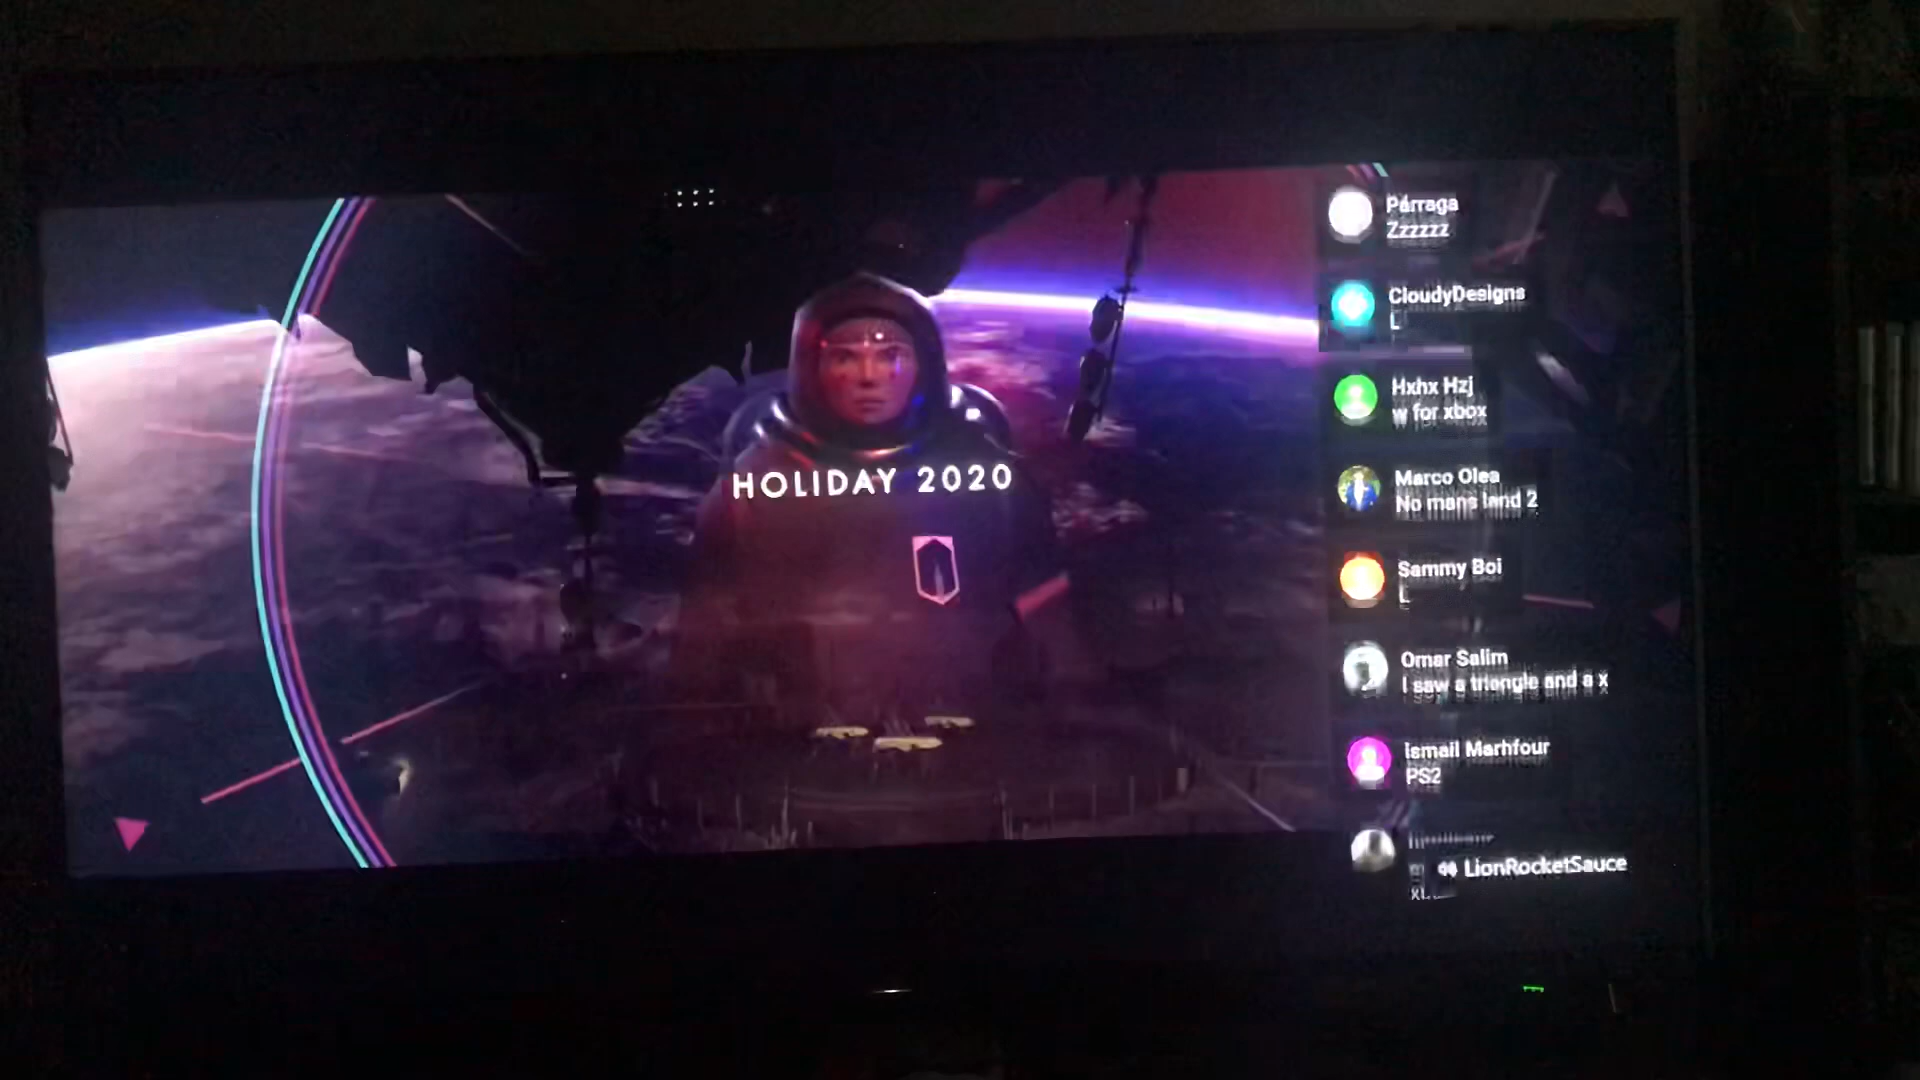 HOLIDAY 2020
Párraga
Zzzzzz
CloudyDesigns
L
Hxhx Hzj
w for xbox
Marco Olea
No mans land 2
Sammy Boi
L
Omar Salim
I saw a triangle and a x
Ismail Marhfour
PS2
LionRocketSauce